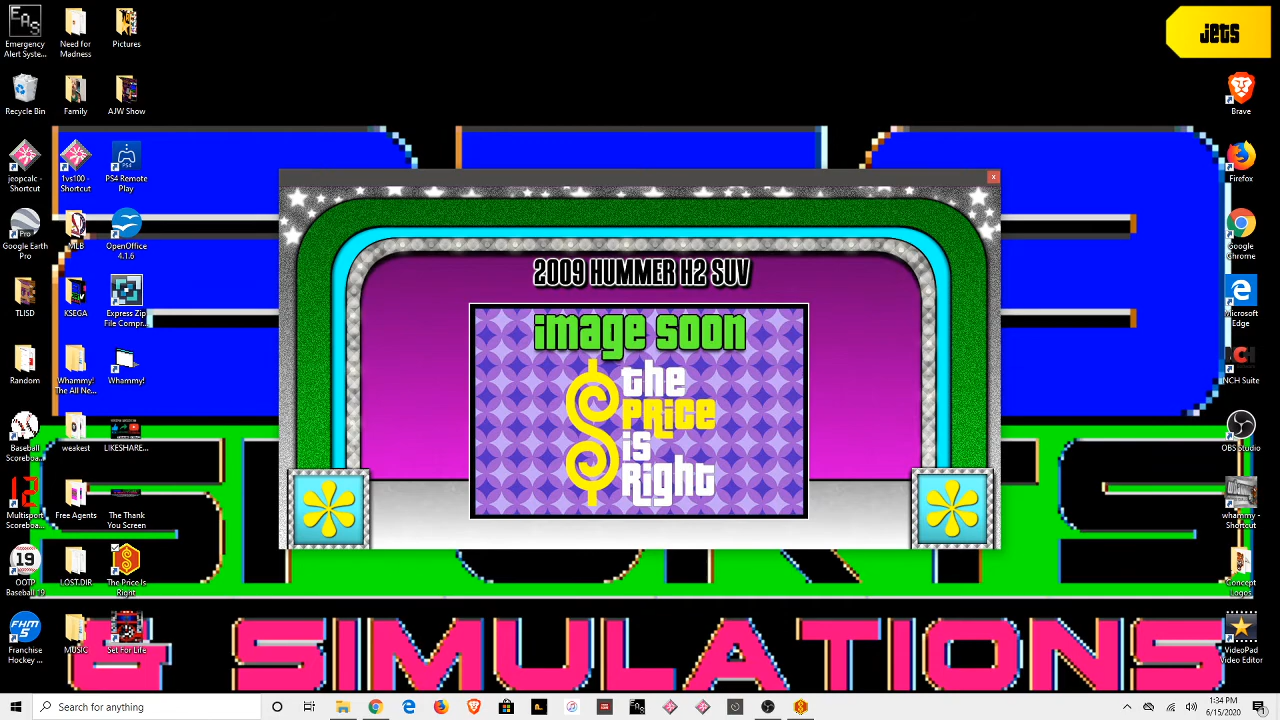 Emergency
Alert Syste...
Need for
Madness
Pictures
jets
Recycle Bin
Family
AJW Show
Brave
jeopcalc -
Shortcut
1vs100 -
Shortcut
PS4 Remote
Play
Firefox
Google Earth
Pro
MLB
OpenOffice
4.1.6
Google
Chrome
TLISD
KSEGA
Express Zip
File Compr...
Microsoft
Edge
Random
Whammy!
The All Ne...
Whammy!
NCH Suite
Baseball
Scoreboa...
weakest
LIKESHARE...
OBS Studio
12
Multisport
Scoreboa...
Free Agents
The Thank
You Screen
whammy -
Shortcut
19
OOTP
Baseball 19
LOST.DIR
The Price Is
Right
Concept
Logos
FHM
5
Franchise
Hockey ...
MUSIC
Set For Life
VideoPad
Video Editor
x
2009 HUMMER H2 SUV
image soon
the
PRice
is
Right
& SIMULATIONS
Search for anything
1:34 PM
6/15/2020